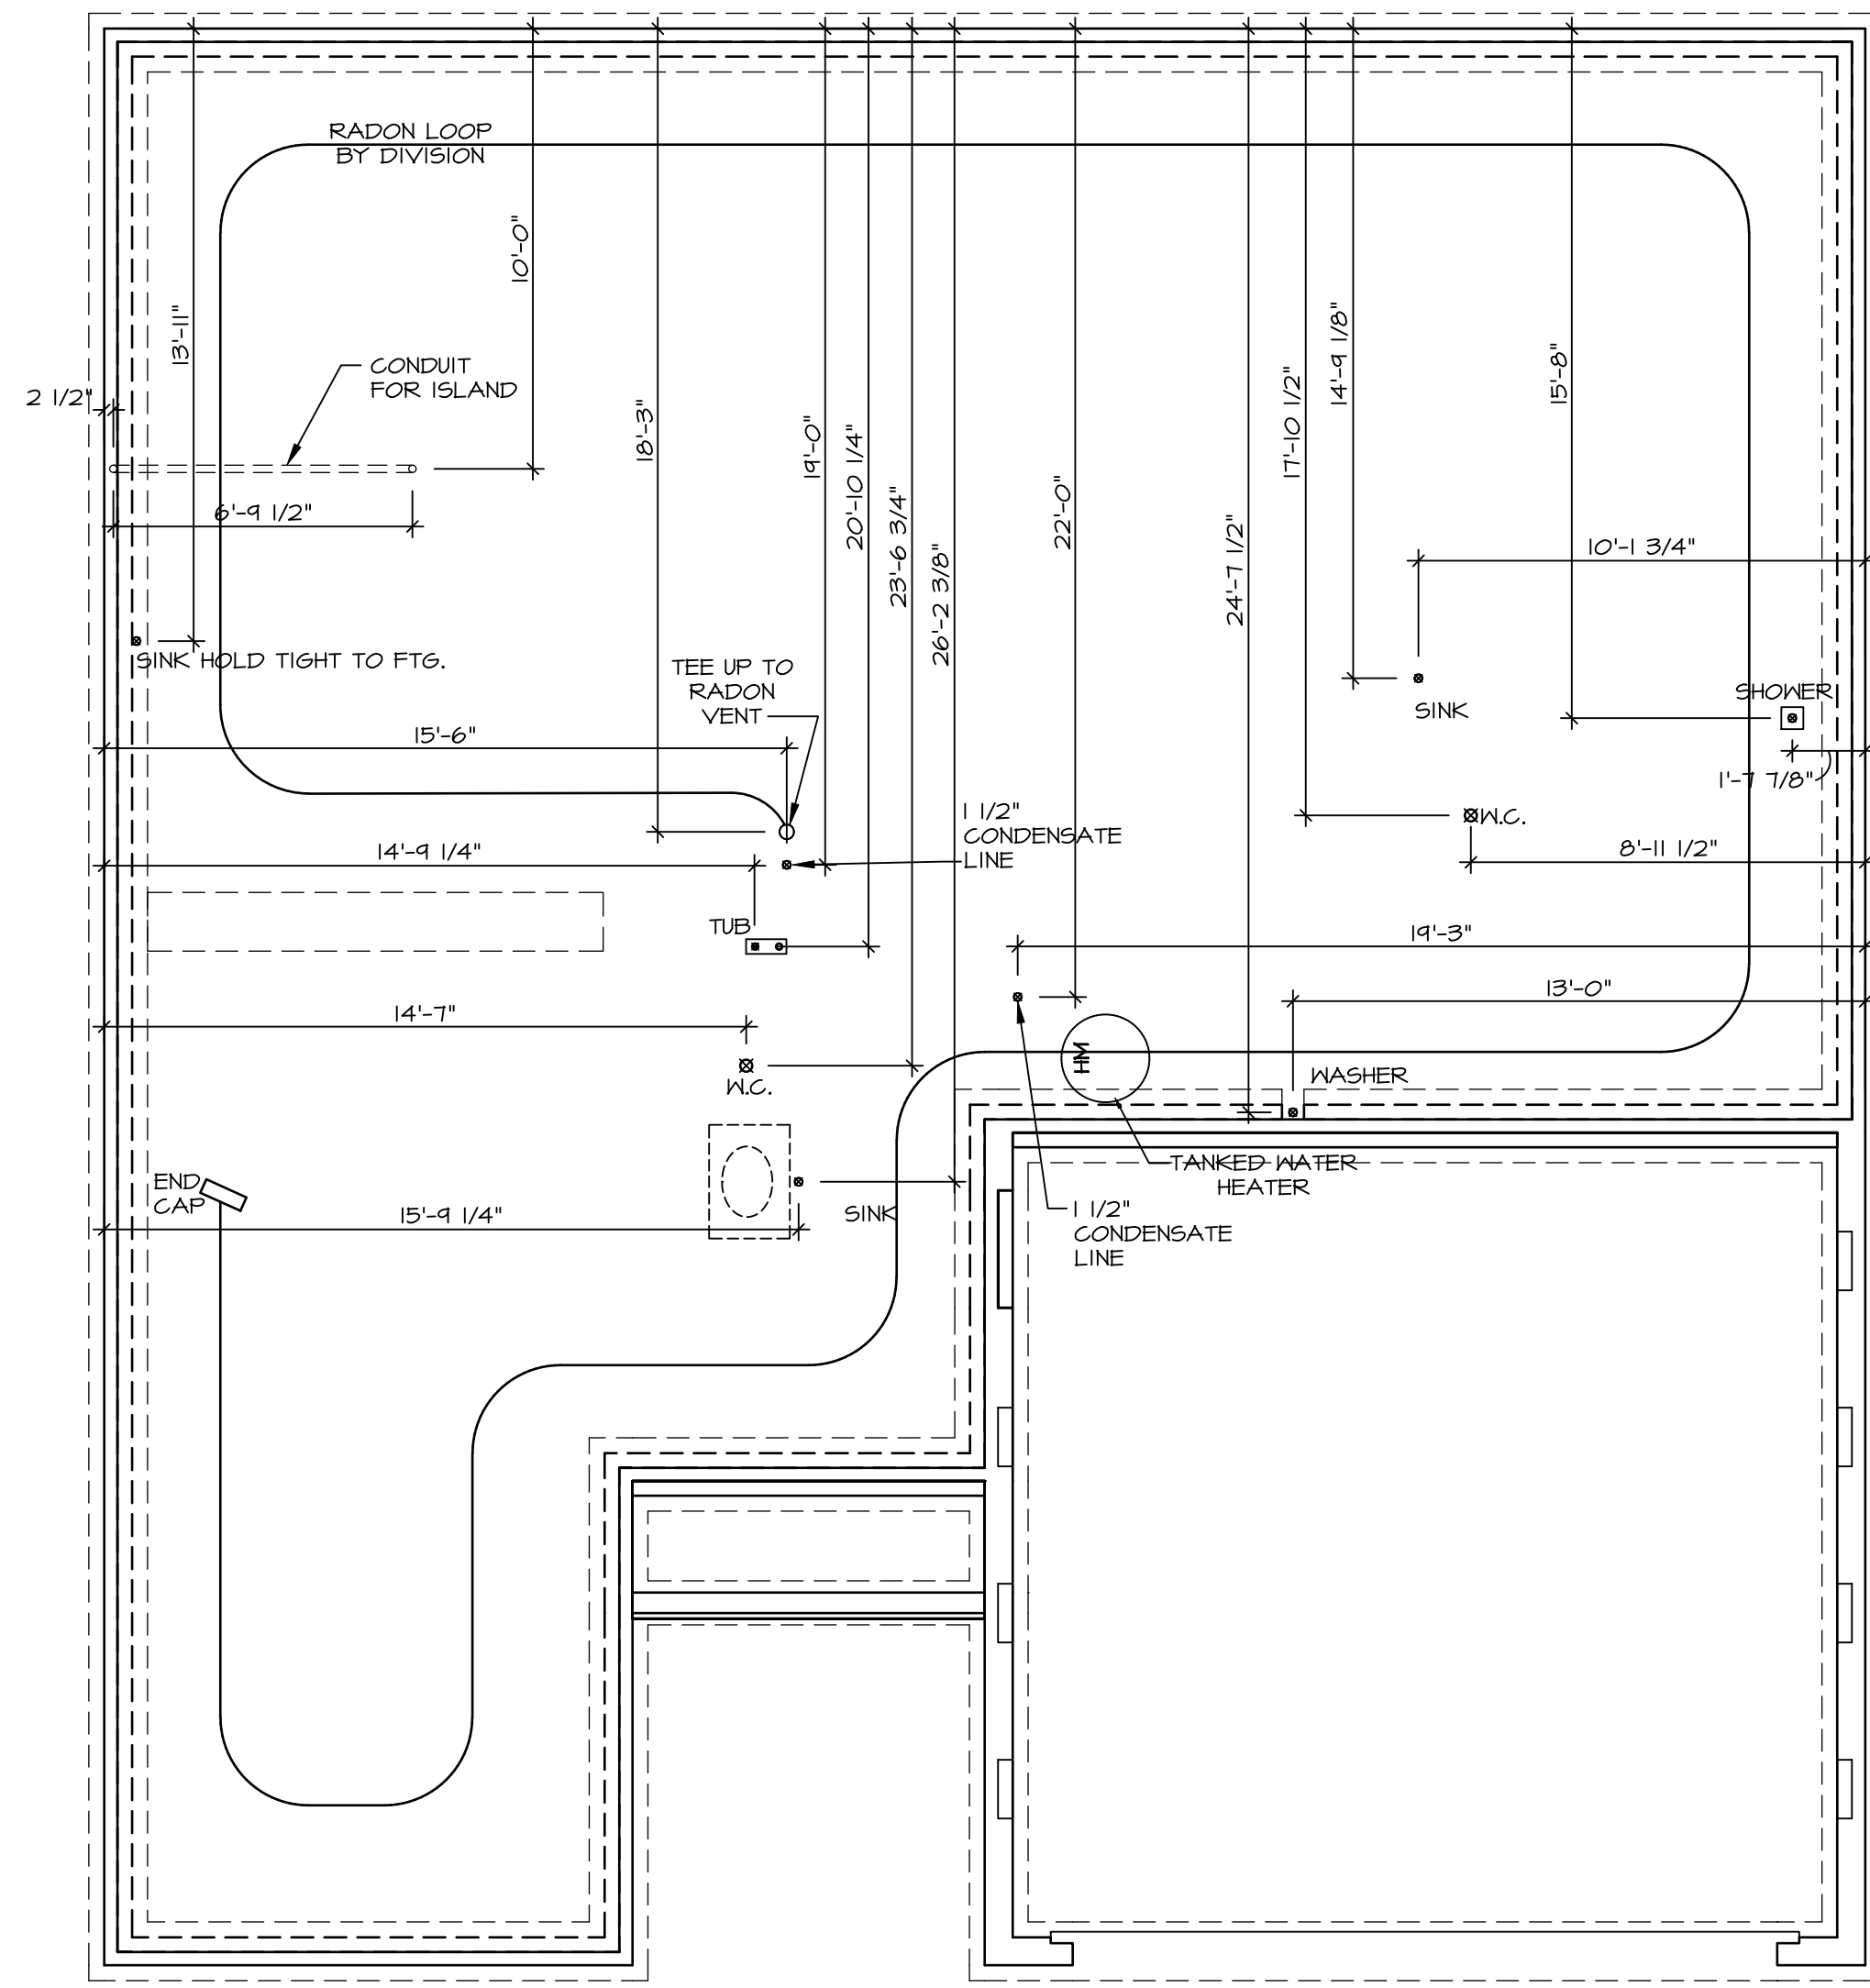 RADON LOOP
BY DIVISION
10'-0"
13'-11"
CONDUIT
FOR ISLAND
2 1/2"
18'-3"
19'-0"
20'-10 1/4"
23'-6 3/4"
26'-2 3/8"
22'-0"
24'-7 1/2"
17'-10 1/2"
14'-9 1/8"
15'-8"
6'-9 1/2"
10'-1 3/4"
SINK HOLD TIGHT TO FTG.
TEE UP TO
RADON
VENT
SINK
SHOWER
15'-6"
1'-7 7/8"
1 1/2"
CONDENSATE
LINE
W.C.
14'-9 1/4"
8'-11 1/2"
TUB
19'-3"
13'-0"
14'-7"
HM
WASHER
W.C.
TANKED WATER
HEATER
END
CAP
15'-9 1/4"
SINK
1 1/2"
CONDENSATE
LINE